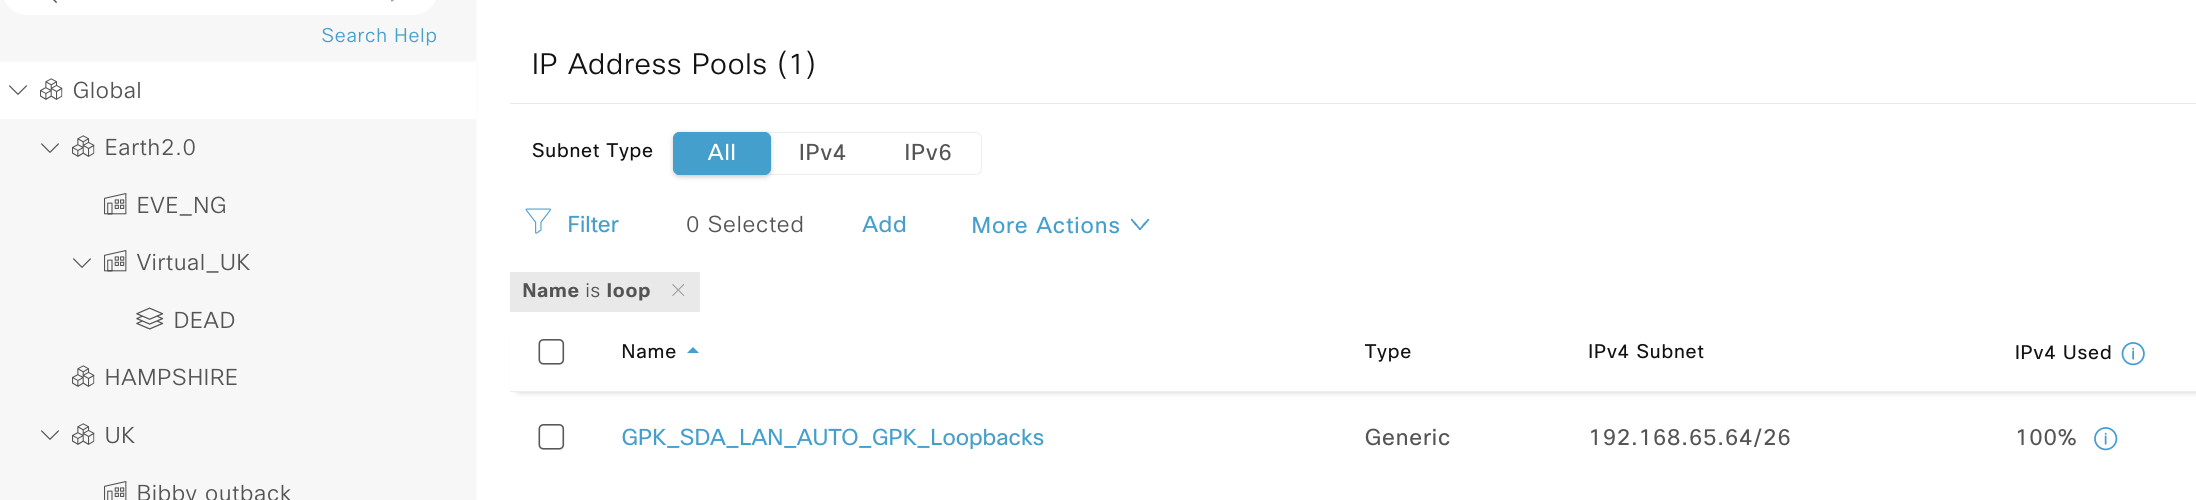 Search Help
Global
Earth2.0
EVE_NG
Virtual_UK
DEAD
HAMPSHIRE
UK
Bibby outback
IP Address Pools (1)
Subnet Type All IPv4 IPv6
Filter 0 Selected Add More Actions
Name is loop
Name Type IPv4 Subnet IPv4 Used
GPK_SDA_LAN_AUTO_GPK_Loopbacks Generic 192.168.65.64/26 100%